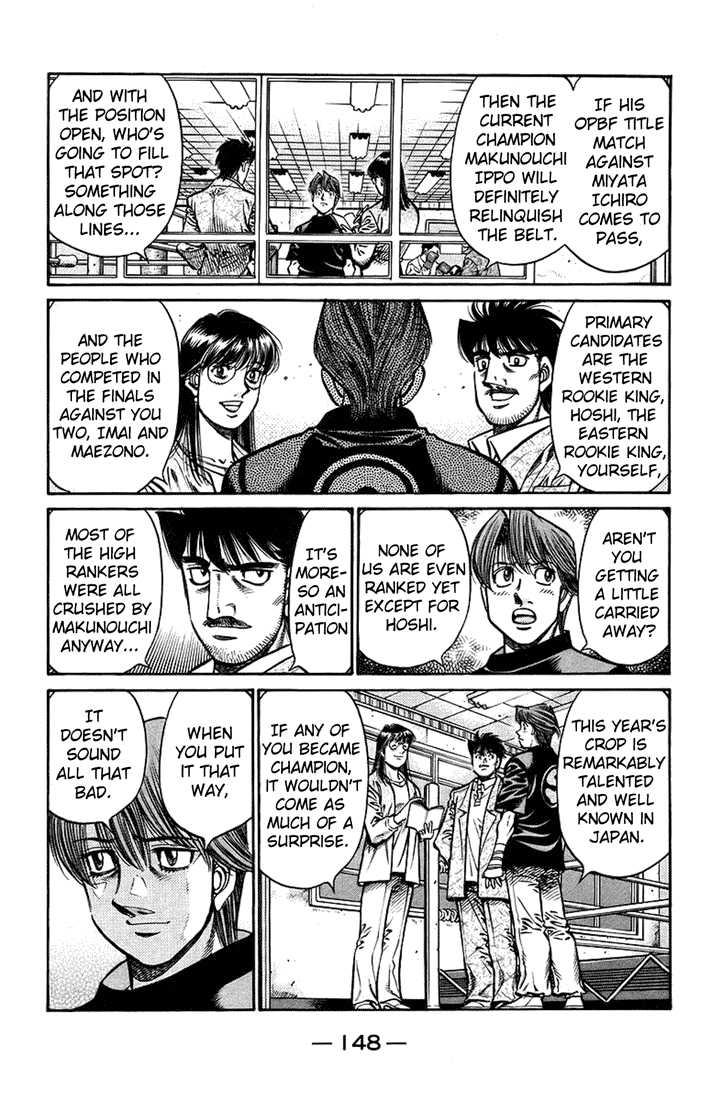 IF HIS
OPBF TITLE
MATCH
AGAINST
MIYATA
ICHIRO
COMES TO
PASS,
THEN THE
CURRENT
CHAMPION
MAKUNOUCHI
IPPO WILL
DEFINITELY
RELINQUISH
THE BELT.
AND WITH
THE POSITION
OPEN, WHO'S
GOING TO FILL
THAT SPOT?
SOMETHING
ALONG THOSE
LINES...
PRIMARY
CANDIDATES
ARE THE
WESTERN
ROOKIE KING,
HOSHI, THE
EASTERN
ROOKIE KING,
YOURSELF,
AND THE
PEOPLE WHO
COMPETED IN
THE FINALS
AGAINST YOU
TWO, IMAI AND
MAEZONO.
AREN'T
YOU
GETTING
A LITTLE
CARRIED
AWAY?
NONE OF
US ARE EVEN
RANKED YET
EXCEPT FOR
HOSHI.
IT'S
MORE-
SO AN
ANTICI-
PATION
MOST OF
THE HIGH
RANKERS
WERE ALL
CRUSHED BY
MAKUNOUCHI
ANYWAY...
THIS YEAR'S
CROP IS
REMARKABLY
TALENTED
AND WELL
KNOWN IN
JAPAN.
IF ANY OF
YOU BECAME
CHAMPION,
IT WOULDN'T
COME AS
MUCH OF A
SURPRISE.
WHEN
YOU PUT
IT THAT
WAY,
IT
DOESN'T
SOUND
ALL THAT
BAD.
— 148 —